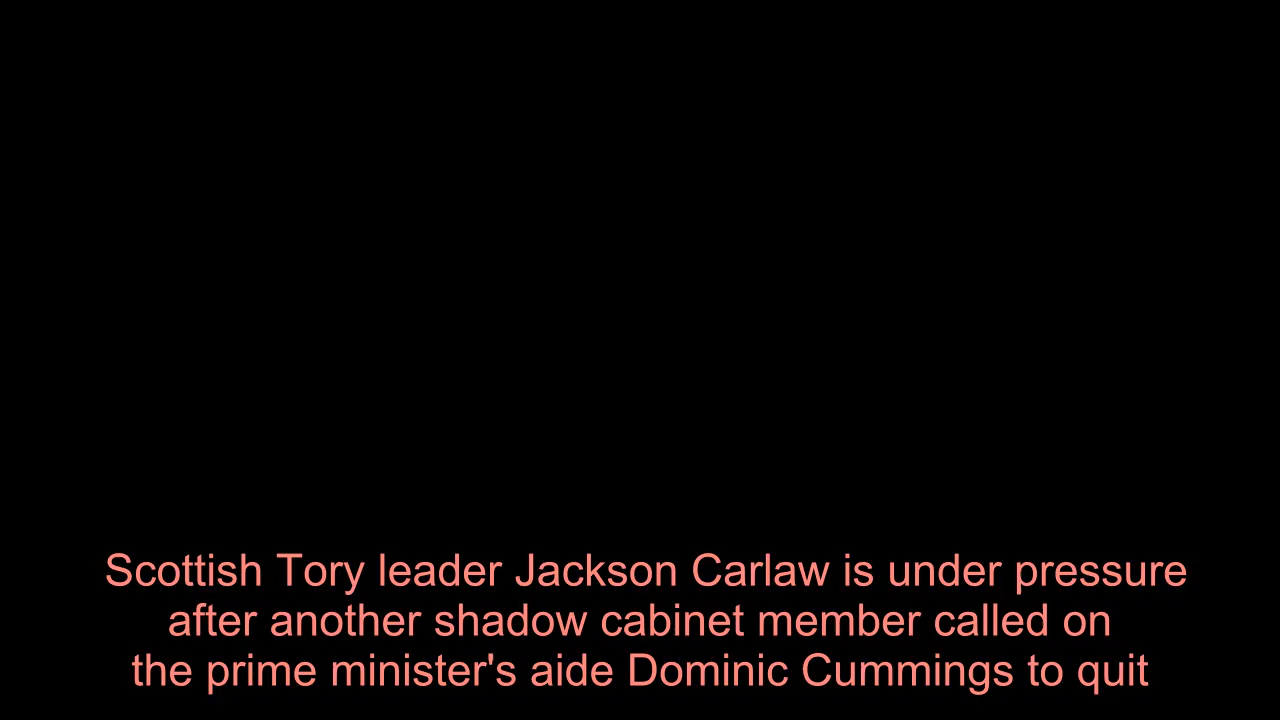 Scottish Tory leader Jackson Carlaw is under pressure
after another shadow cabinet member called on
the prime minister's aide Dominic Cummings to quit